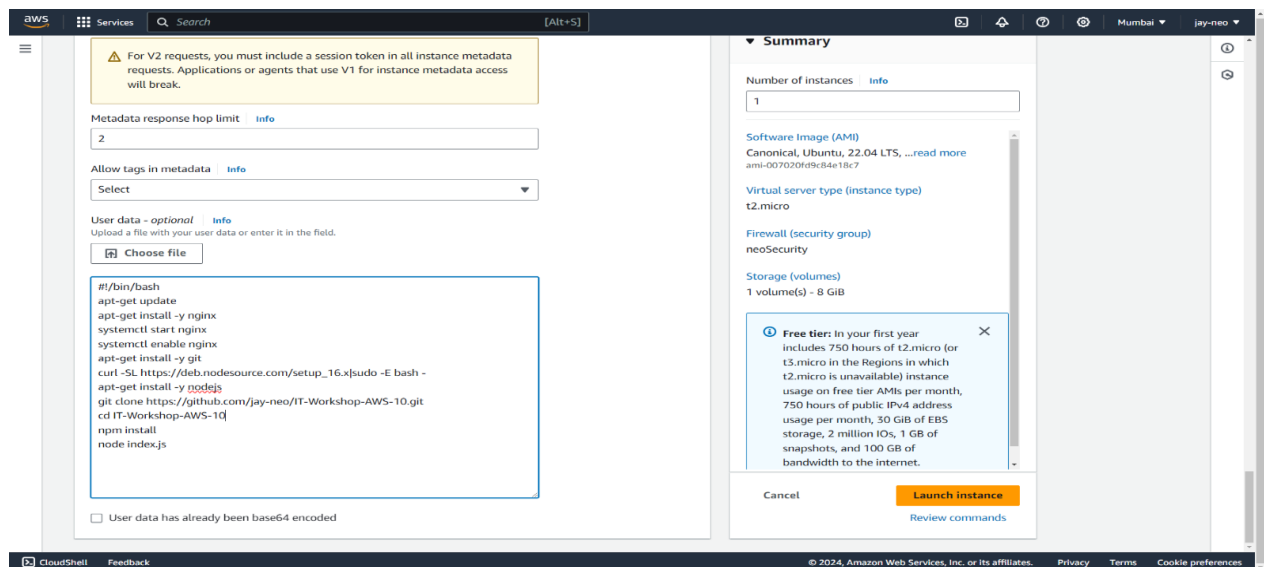 aws
Services
Search
[Alt+S]
Mumbai
jay-neo
For V2 requests, you must include a session token in all instance metadata
requests. Applications or agents that use V1 for instance metadata access
will break.
Metadata response hop limit Info
2
Allow tags in metadata Info
Select
User data - optional Info
Upload a file with your user data or enter it in the field.
Choose file
#!/bin/bash
apt-get update
apt-get install -y nginx
systemctl start nginx
systemctl enable nginx
apt-get install -y git
curl -SL https://deb.nodesource.com/setup_16.x|sudo -E bash -
apt-get install -y nodejs
git clone https://github.com/jay-neo/IT-Workshop-AWS-10.git
cd IT-Workshop-AWS-10
npm install
node index.js
User data has already been base64 encoded
Summary
Number of instances Info
1
Software Image (AMI)
Canonical, Ubuntu, 22.04 LTS, ...read more
ami-007020fd9c84e18c7
Virtual server type (instance type)
t2.micro
Firewall (security group)
neoSecurity
Storage (volumes)
1 volume(s) - 8 GiB
Free tier: In your first year
includes 750 hours of t2.micro (or
t3.micro in the Regions in which
t2.micro is unavailable) instance
usage on free tier AMIs per month,
750 hours of public IPv4 address
usage per month, 30 GiB of EBS
storage, 2 million IOs, 1 GB of
snapshots, and 100 GB of
bandwidth to the internet.
Cancel
Launch instance
Review commands
CloudShell
Feedback
© 2024, Amazon Web Services, Inc. or its affiliates.
Privacy
Terms
Cookie preferences